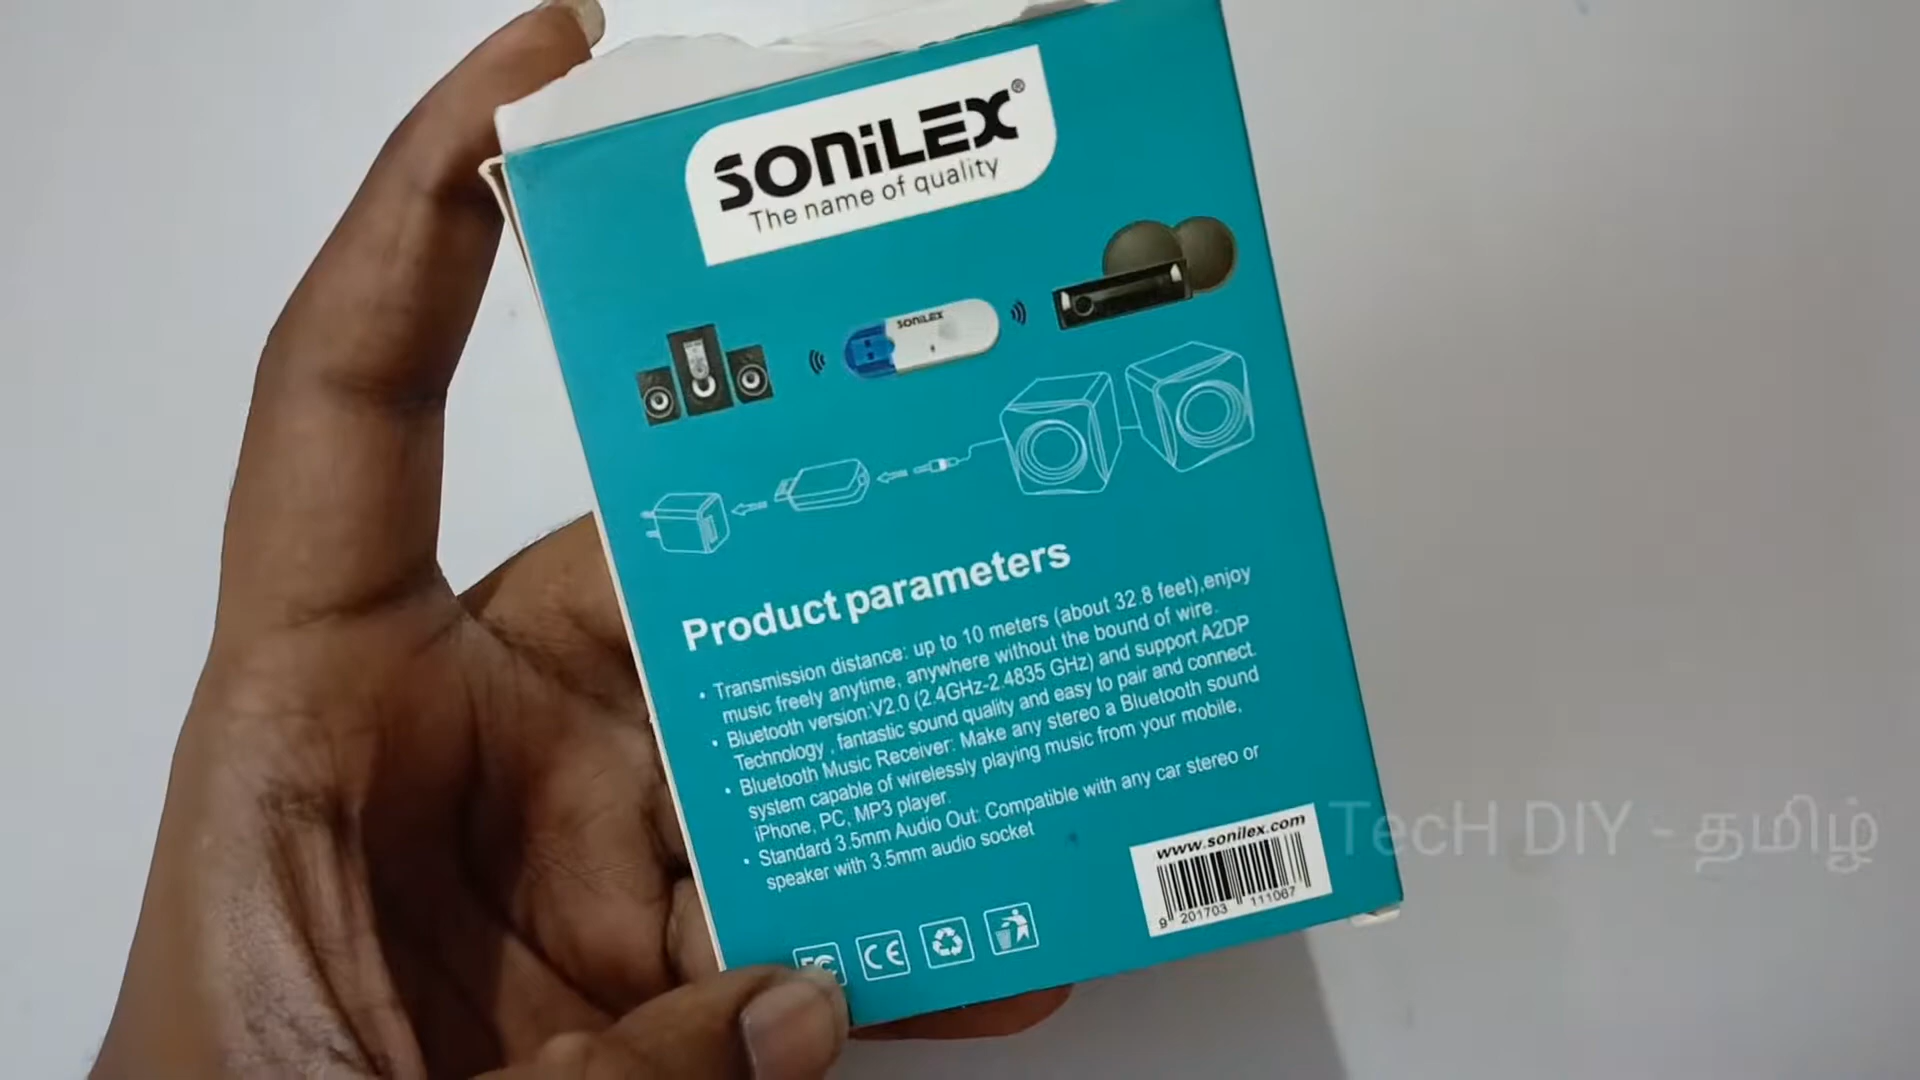 SONiLEX®
The name of quality
SONiLEX
Product parameters
• Transmission distance: up to 10 meters (about 32.8 feet),enjoy
music freely anytime, anywhere without the bound of wire.
• Bluetooth version:V2.0 (2.4GHz-2.4835 GHz) and support A2DP
Technology , fantastic sound quality and easy to pair and connect.
• Bluetooth Music Receiver: Make any stereo a Bluetooth sound
system capable of wirelessly playing music from your mobile,
iPhone, PC, MP3 player.
• Standard 3.5mm Audio Out: Compatible with any car stereo or
speaker with 3.5mm audio socket
www.sonilex.com
9 201703 111067
FC CE
TecH DIY - தமிழ்